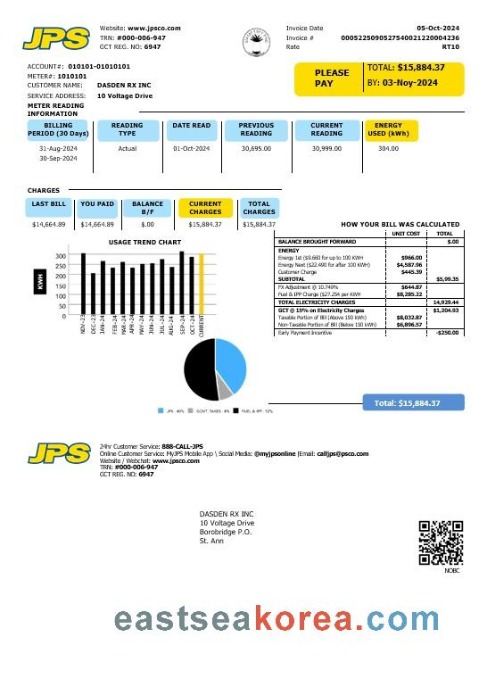 JPS
Website: www.jpsco.com
TRN: #000-006-947
GCT REG. NO: 6947
Invoice Date 05-Oct-2024
Invoice # 00052250905275400221220004236
Rate RT10
ACCOUNT#: 010101-01010101
METER#: 1010101
CUSTOMER NAME: DASDEN RX INC
SERVICE ADDRESS: 10 Voltage Drive
PLEASE PAY
TOTAL: $15,884.37
BY: 03-Nov-2024
METER READING
INFORMATION
BILLING PERIOD (30 Days) READING TYPE DATE READ PREVIOUS READING CURRENT READING ENERGY USED (kWh)
31-Aug-2024 Actual 01-Oct-2024 30,695.00 30,999.00 304.00
30-Sep-2024
CHARGES
LAST BILL YOU PAID BALANCE B/F CURRENT CHARGES TOTAL CHARGES
$14,664.89 $14,664.89 $.00 $15,884.37 $15,884.37
USAGE TREND CHART
KWH
300
250
200
150
100
50
0
NOV-23 DEC-23 JAN-24 FEB-24 MAR-24 APR-24 MAY-24 JUN-24 JUL-24 AUG-24 SEP-24 OCT-24 CURRENT
HOW YOUR BILL WAS CALCULATED
UNIT COST TOTAL
BALANCE BROUGHT FORWARD $.00
ENERGY
Energy 1st ($9.660 for up to 100 KWH $966.00
Energy Next ($22.490 for after 100 KWH) $4,587.96
Customer Charge $445.39
SUBTOTAL $5,99.35
FX Adjustment @ 10.749% $644.87
Fuel & IPP Charge ($27.254 per KWH $8,285.22
TOTAL ELECTRICITY CHARGES 14,929.44
GCT @ 19% on Electricity Charges $1,204.93
Taxable Portion of Bill (Above 150 kWh) $8,032.87
Non-Taxable Portion of Bill (Below 150 kWh) $6,896.57
Early Payment Incentive -$250.00
Total: $15,884.37
JPS
24hr Customer Service: 888-CALL-JPS
Online Customer Service: MyJPS Mobile App \ Social Media: @myjpsonline |Email: calljps@jpsco.com
Website / Webchat: www.jpsco.com
TRN: #000-006-947
GCT REG. NO: 6947
DASDEN RX INC
10 Voltage Drive
Borobridge P.O.
St. Ann
NOBC
eastseakorea.com